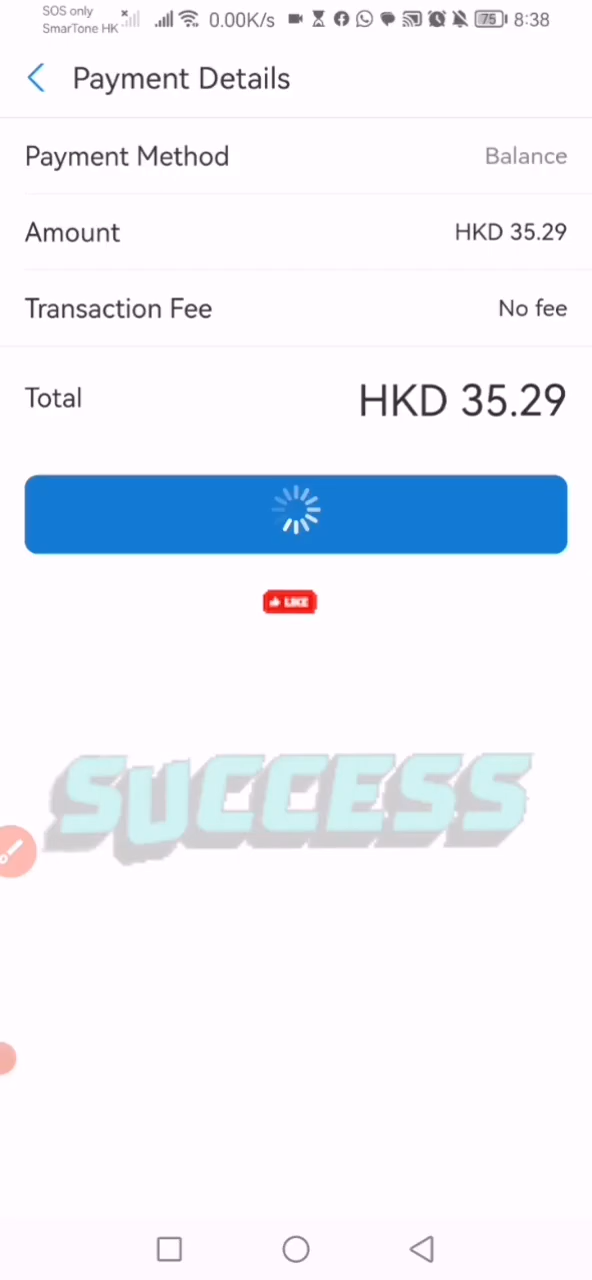 SOS only
SmarTone HK
0.00K/s
75
8:38
Payment Details
Payment Method
Balance
Amount
HKD 35.29
Transaction Fee
No fee
Total
HKD 35.29
LIKE
SUCCESS